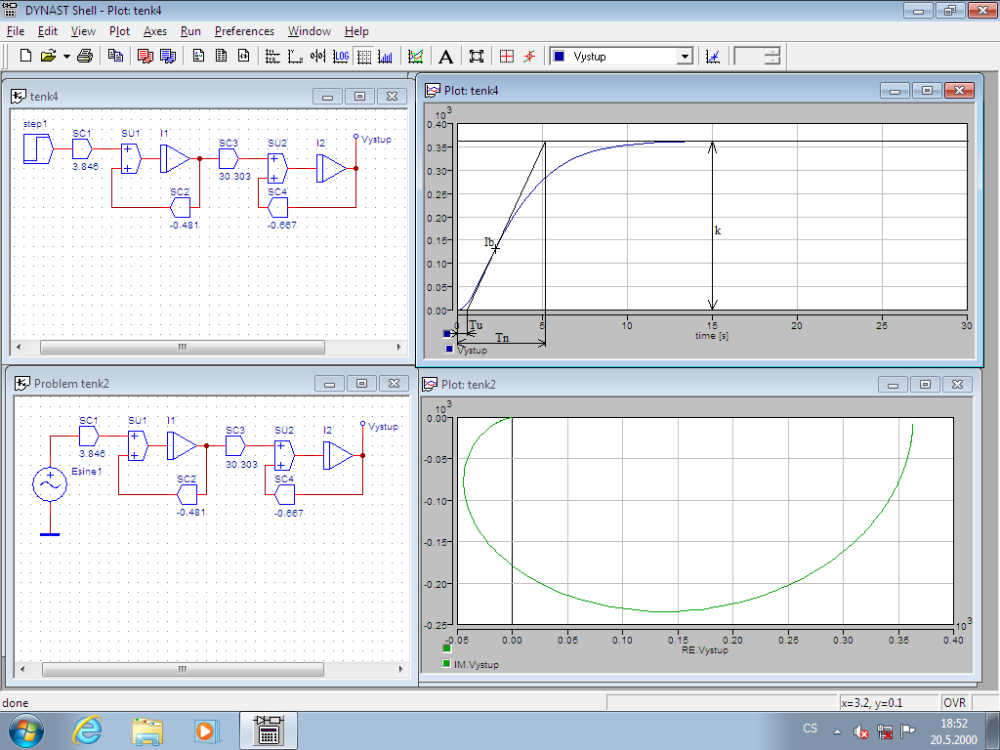 DYNAST Shell - Plot: tenk4
File Edit View Plot Axes Run Preferences Window Help
LOG
A
Vystup
tenk4
step1
SC1
SU1
I1
SC3
SU2
I2
Vystup
3.846
30.303
SC2
SC4
-0.481
-0.667
Plot: tenk4
10³
0.40
0.35
0.30
0.25
0.20
0.15
0.10
0.05
0.00
Ib
k
0 5 10 15 20 25 30
time [s]
Tu
Tn
Vystup
Problem tenk2
SC1
SU1
I1
SC3
SU2
I2
Vystup
3.846
30.303
Esine1
SC2
SC4
-0.481
-0.667
Plot: tenk2
10³
0.00
-0.05
-0.10
-0.15
-0.20
-0.25
-0.05 0.00 0.05 0.10 0.15 0.20 0.25 0.30 0.35 0.40
10³
RE.Vystup
IM.Vystup
done
x=3.2, y=0.1
OVR
CS
18:52
20.5.2000